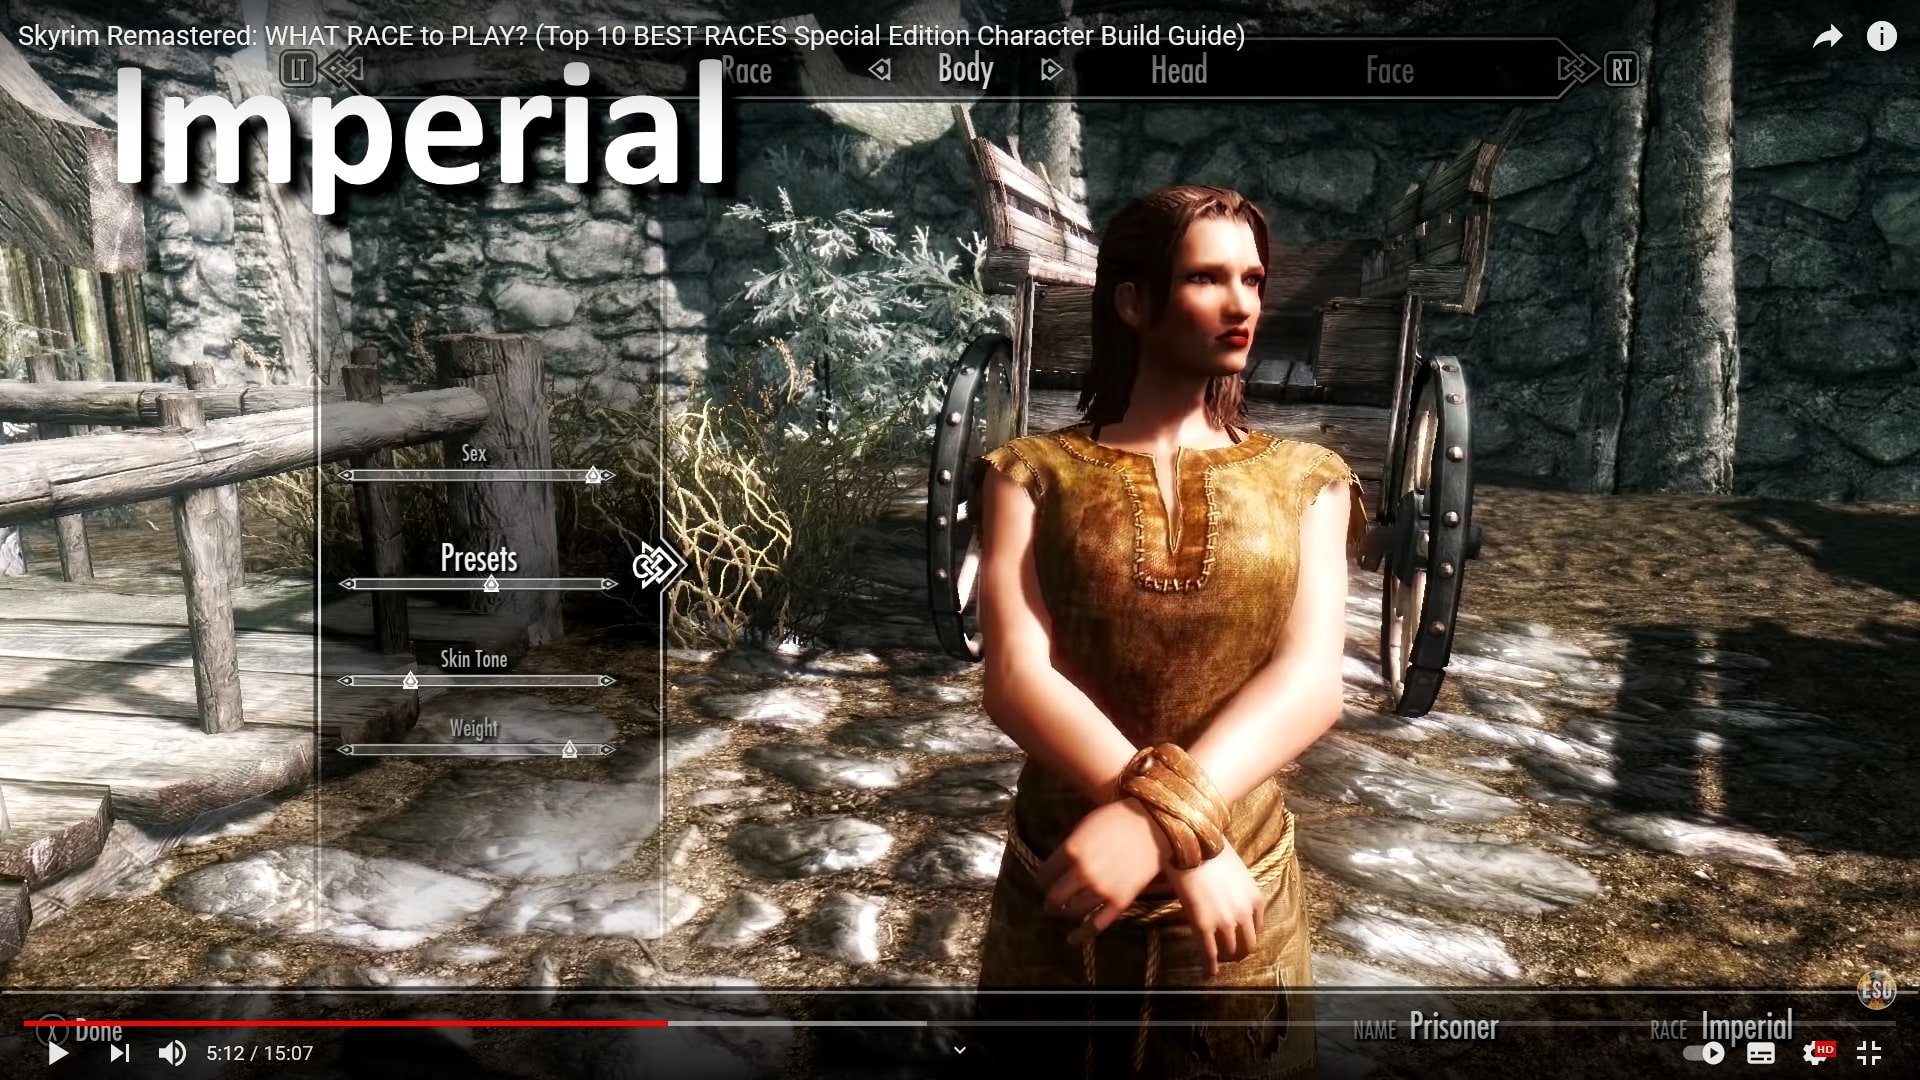 Skyrim Remastered: WHAT RACE to PLAY? (Top 10 BEST RACES Special Edition Character Build Guide)
LT Race Body Head Face RT
Imperial
Sex
Presets
Skin Tone
Weight
ESO
X Done
NAME Prisoner RACE Imperial
5:12 / 15:07
HD